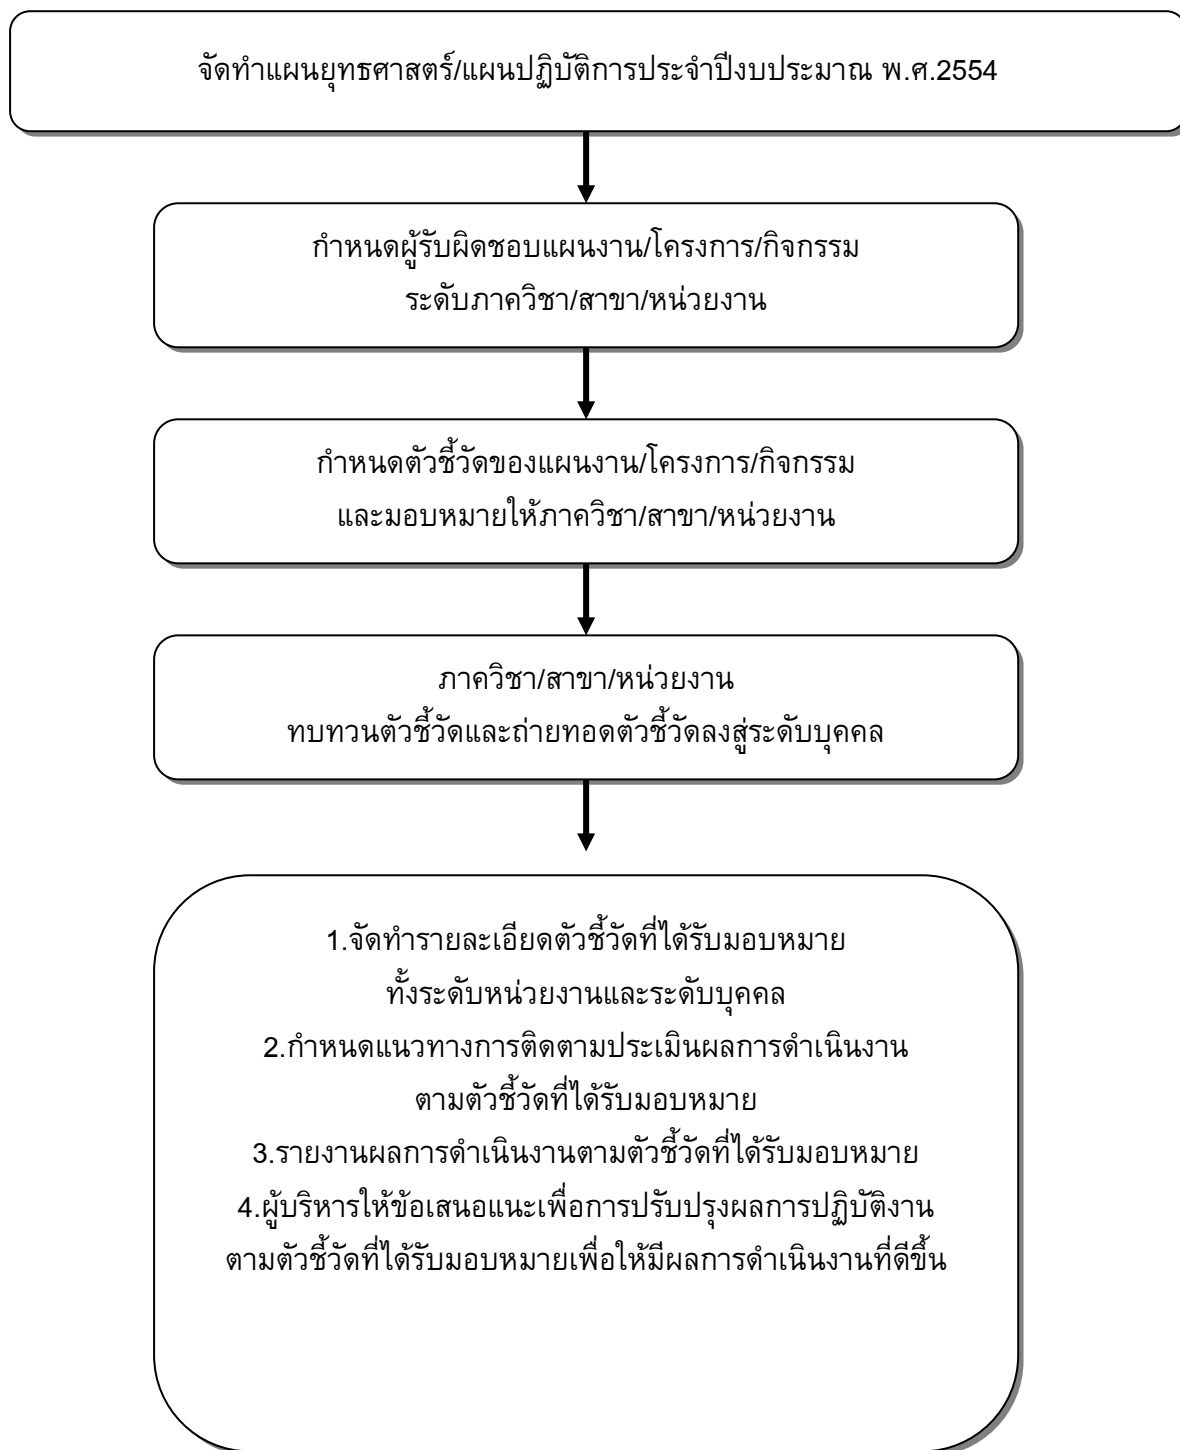 จัดทำแผนยุทธศาสตร์/แผนปฏิบัติการประจำปีงบประมาณ พ.ศ.2554
กำหนดผู้รับผิดชอบแผนงาน/โครงการ/กิจกรรม
ระดับภาควิชา/สาขา/หน่วยงาน
กำหนดตัวชี้วัดของแผนงาน/โครงการ/กิจกรรม
และมอบหมายให้ภาควิชา/สาขา/หน่วยงาน
ภาควิชา/สาขา/หน่วยงาน
ทบทวนตัวชี้วัดและถ่ายทอดตัวชี้วัดลงสู่ระดับบุคคล
1.จัดทำรายละเอียดตัวชี้วัดที่ได้รับมอบหมาย
ทั้งระดับหน่วยงานและระดับบุคคล
2.กำหนดแนวทางการติดตามประเมินผลการดำเนินงาน
ตามตัวชี้วัดที่ได้รับมอบหมาย
3.รายงานผลการดำเนินงานตามตัวชี้วัดที่ได้รับมอบหมาย
4.ผู้บริหารให้ข้อเสนอแนะเพื่อการปรับปรุงผลการปฏิบัติงาน
ตามตัวชี้วัดที่ได้รับมอบหมายเพื่อให้มีผลการดำเนินงานที่ดีขึ้น